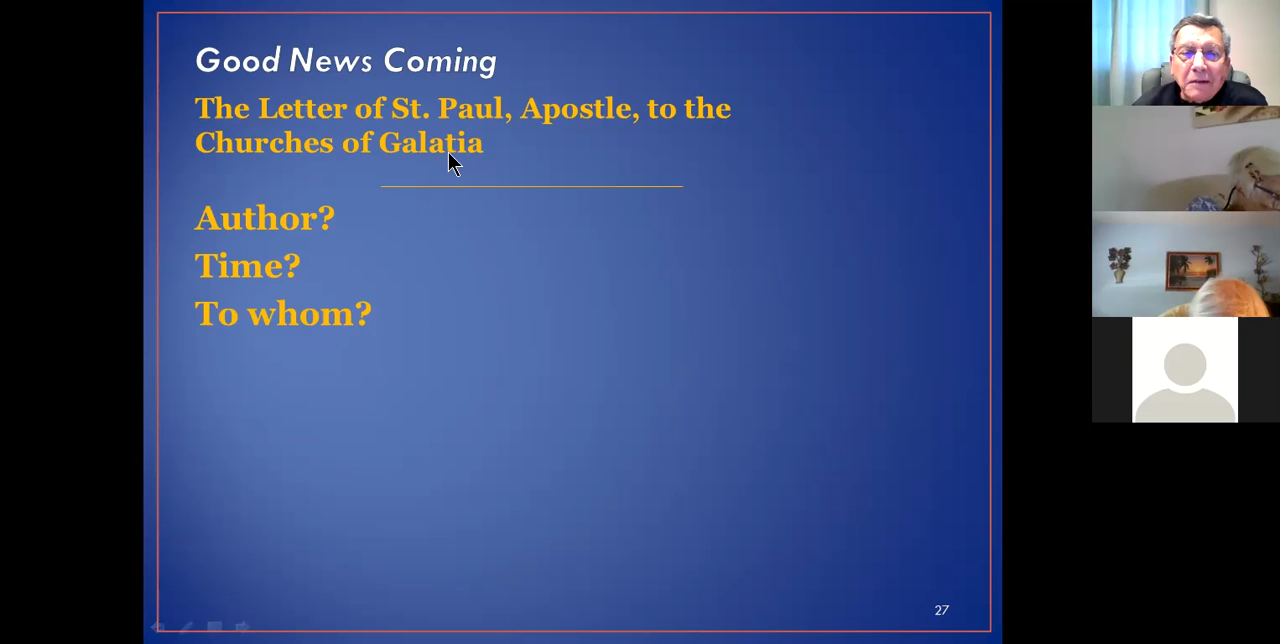 Good News Coming
The Letter of St. Paul, Apostle, to the
Churches of Galatia
Author?
Time?
To whom?
27